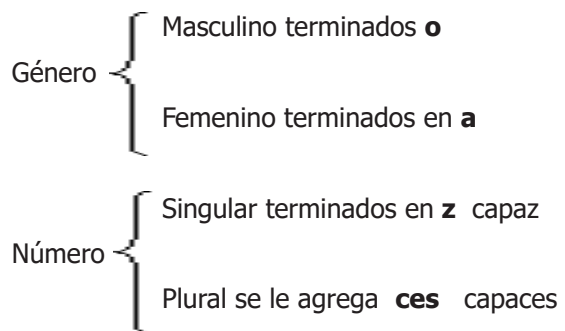 Masculino terminados o
Género
Femenino terminados en a
Singular terminados en z capaz
Número
Plural se le agrega ces capaces